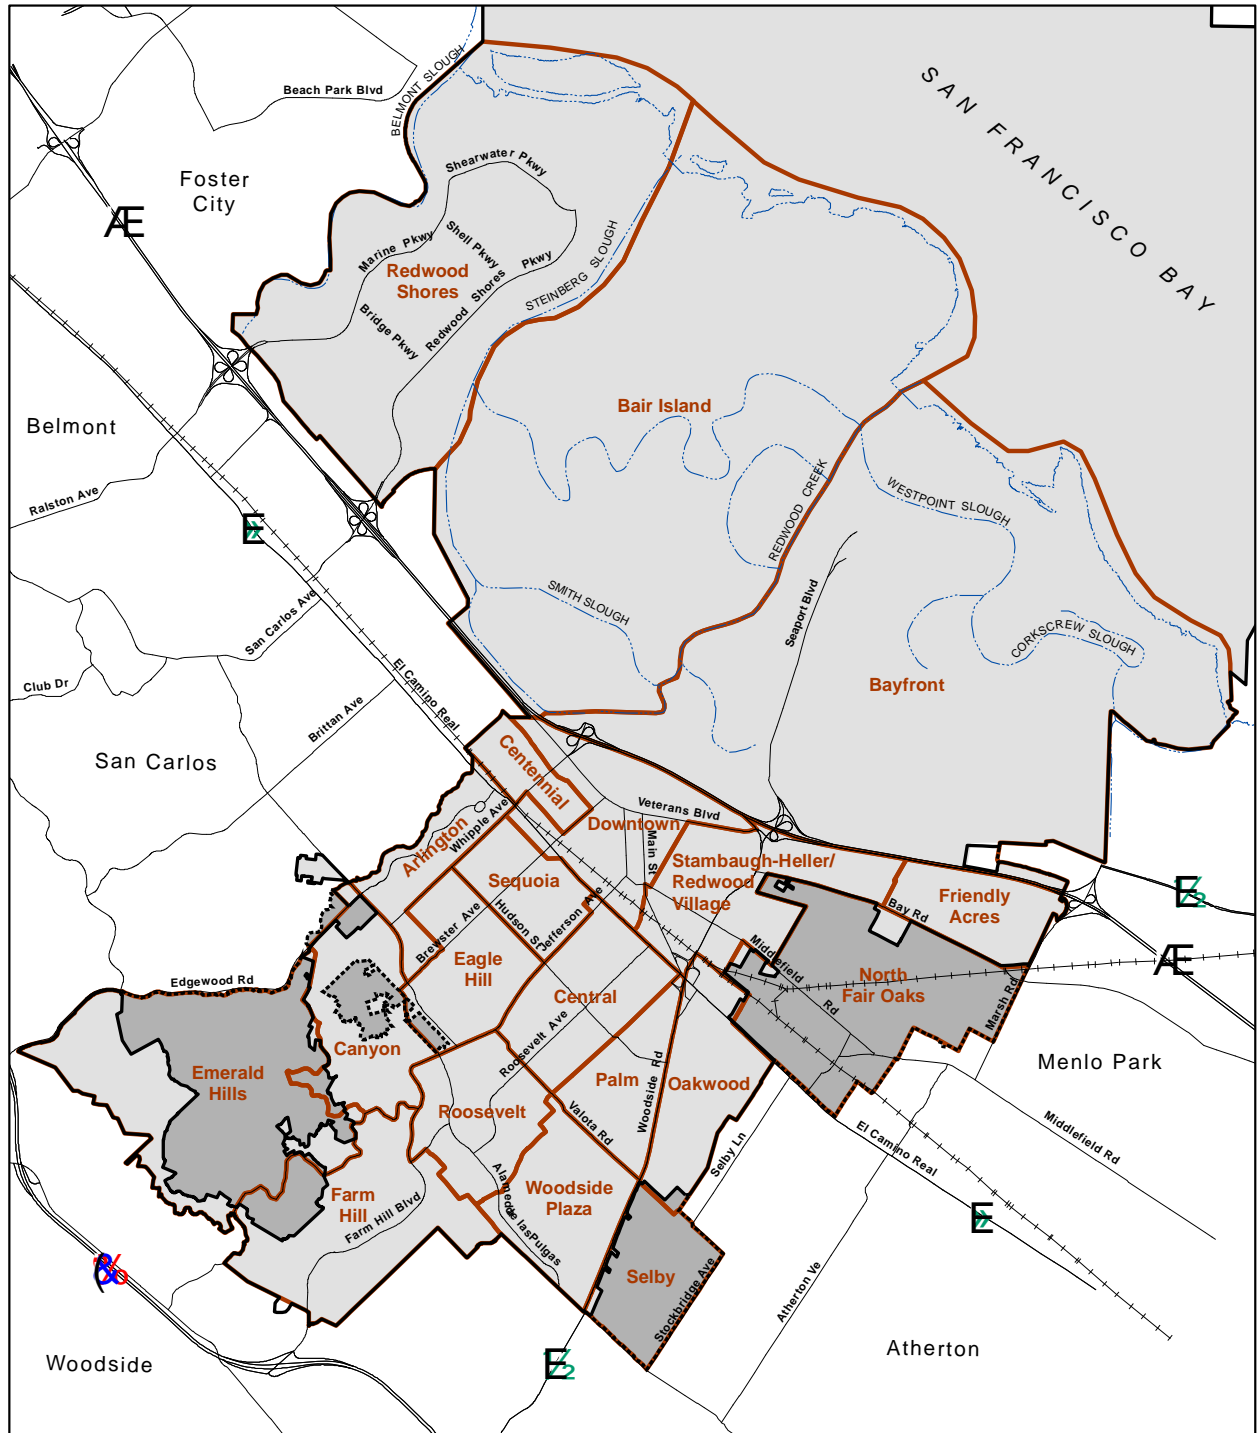 BELMONT SLOUGH
Beach Park Blvd
SAN FRANCISCO BAY
Foster
City
Shearwater Pkwy
Marine Pkwy
Shell Pkwy
Redwood Shores Pkwy
Redwood
Shores
Bridge Pkwy
STEINBERG SLOUGH
Bair Island
Belmont
Ralston Ave
REDWOOD CREEK
WESTPOINT SLOUGH
SMITH SLOUGH
Seaport Blvd
CORKSCREW SLOUGH
San Carlos Ave
Club Dr
El Camino Real
Brittan Ave
Bayfront
San Carlos
Centennial
Veterans Blvd
Downtown
Main St
Whipple Ave
Arlington
Stambaugh-Heller/
Redwood
Village
Sequoia
Friendly
Acres
Bay Rd
Hudson St
Jefferson Ave
Brewster Ave
Middlefield Rd
Eagle
Hill
North
Fair Oaks
Edgewood Rd
Central
Marsh Rd
Roosevelt Ave
Canyon
Menlo Park
Emerald
Hills
Palm
Oakwood
Woodside Rd
Roosevelt
Valota Rd
Selby Ln
El Camino Real
Middlefield Rd
Alameda de las Pulgas
Woodside
Plaza
Farm
Hill
Farm Hill Blvd
Selby
Stockbridge Ave
Atherton Ve
Woodside
Atherton